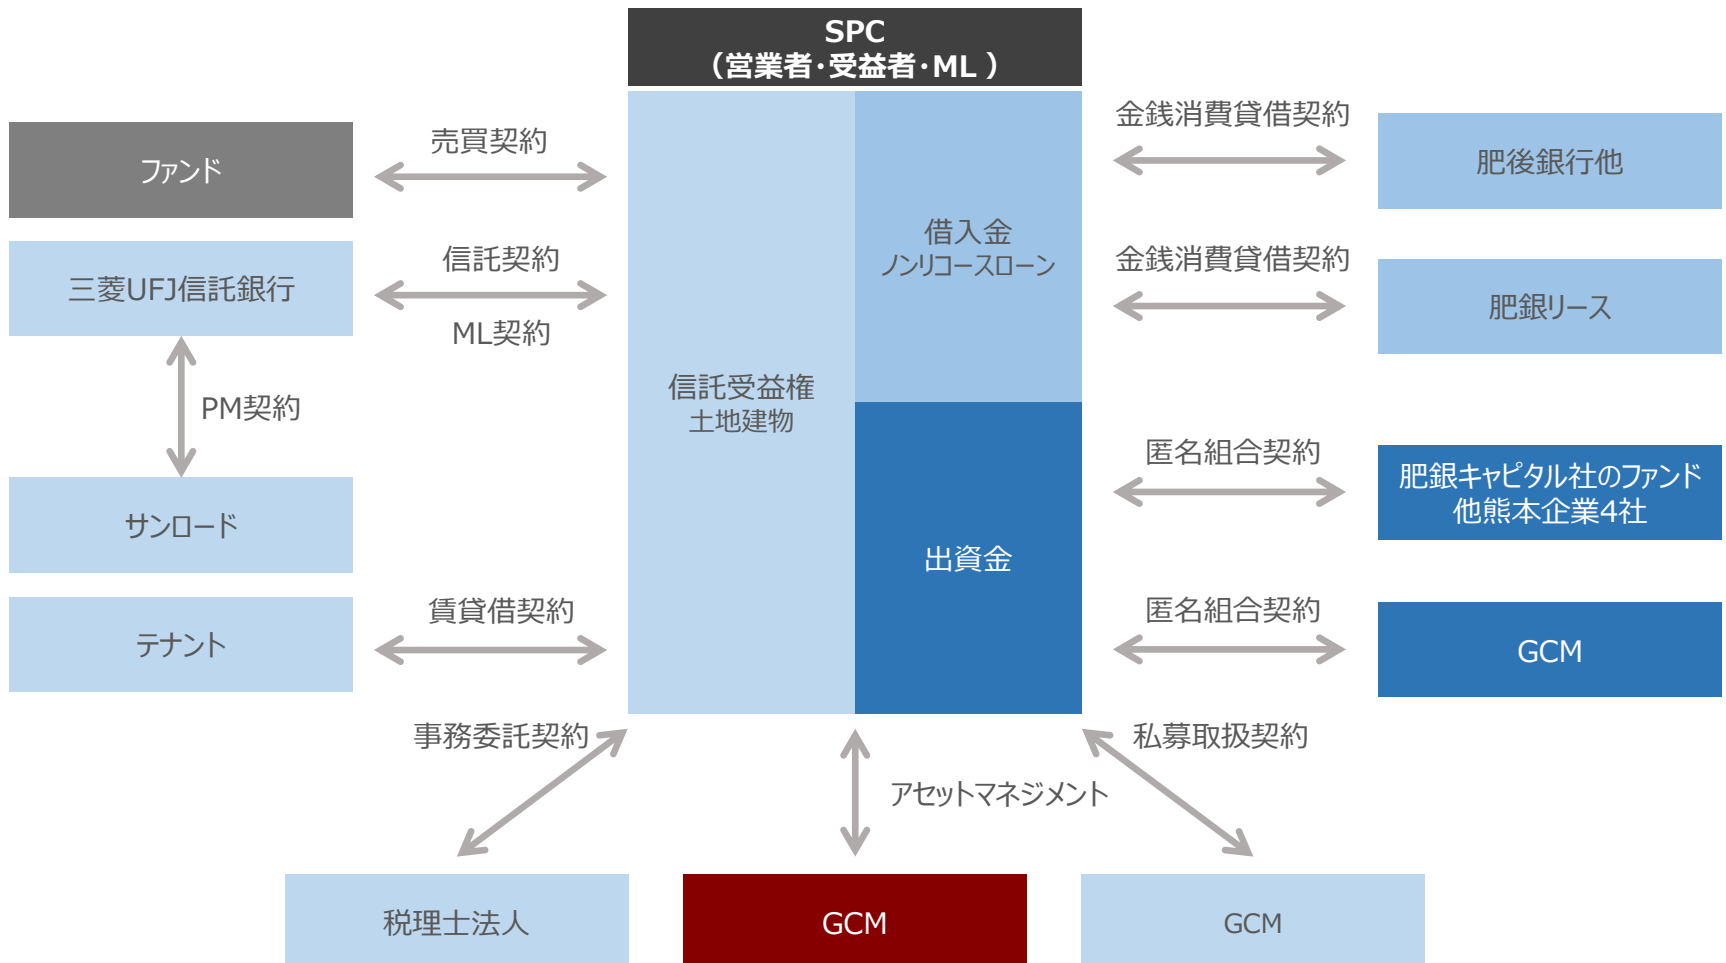 SPC
（営業者・受益者・ML ）
ファンド
売買契約
三菱UFJ信託銀行
信託契約
ML契約
PM契約
サンロード
テナント
賃貸借契約
信託受益権
土地建物
借入金
ノンリコースローン
出資金
金銭消費貸借契約
肥後銀行他
金銭消費貸借契約
肥銀リース
匿名組合契約
肥銀キャピタル社のファンド
他熊本企業4社
匿名組合契約
GCM
事務委託契約
アセットマネジメント
私募取扱契約
税理士法人
GCM
GCM